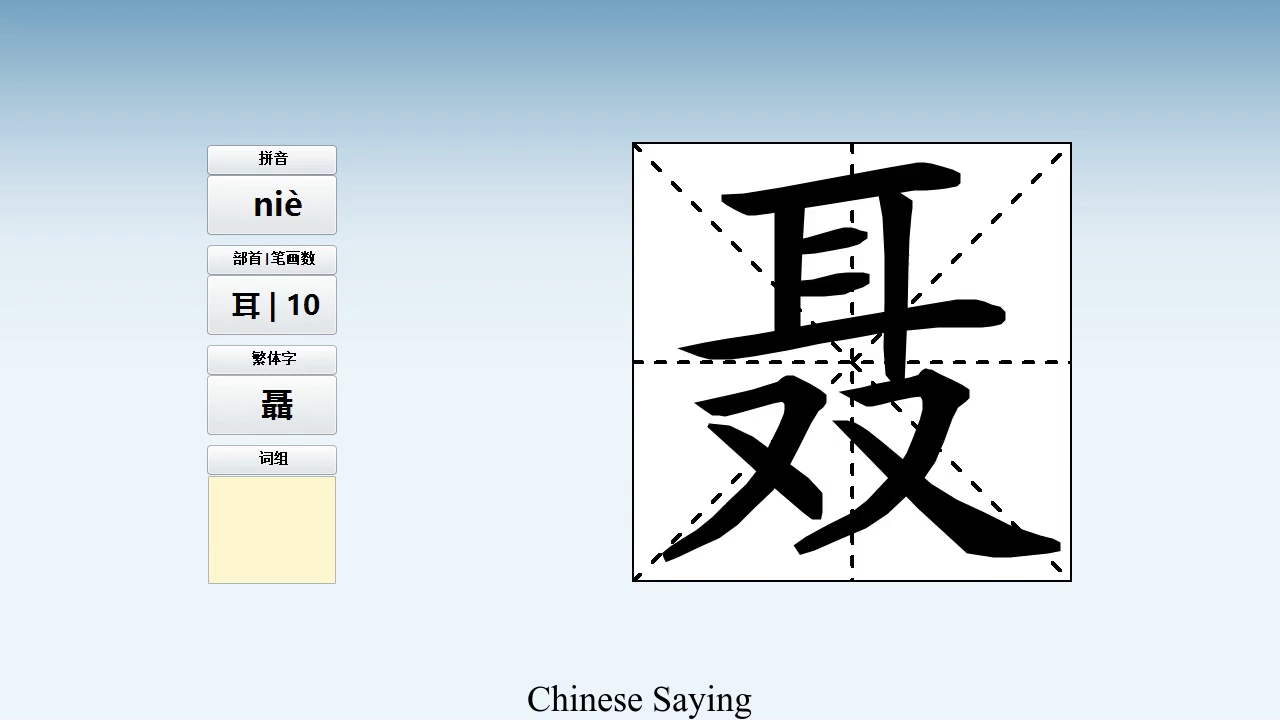 拼音
niè
部首|笔画数
耳 | 10
繁体字
聶
词组
聂
Chinese Saying